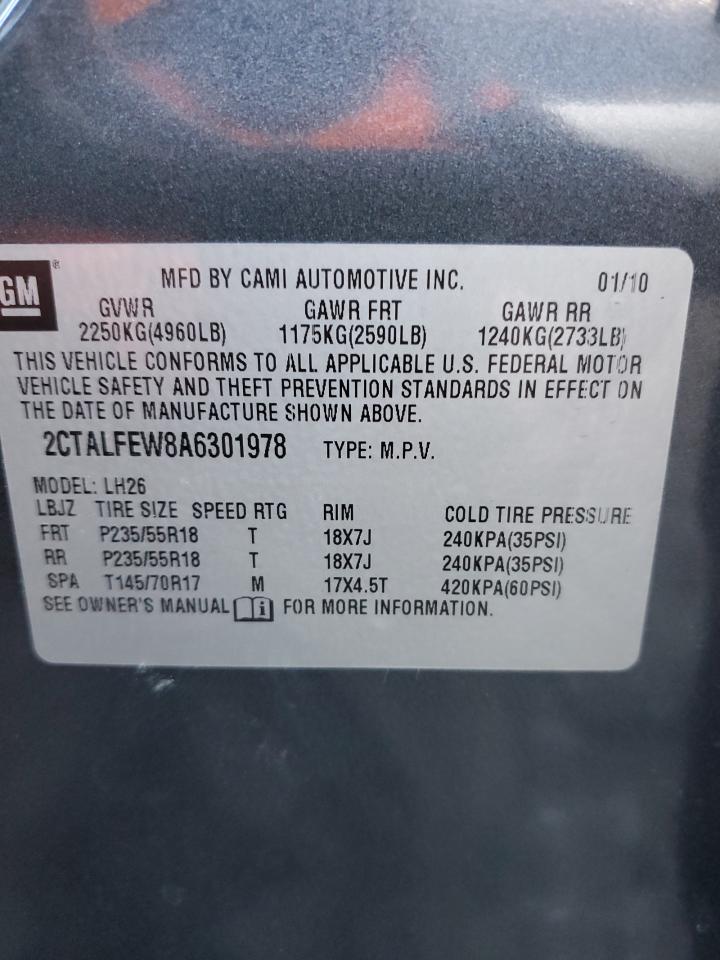 GM® MFD BY CAMI AUTOMOTIVE INC. 01/10
GVWR GAWR FRT GAWR RR
2250KG(4960LB) 1175KG(2590LB) 1240KG(2733LB)
THIS VEHICLE CONFORMS TO ALL APPLICABLE U.S. FEDERAL MOTOR
VEHICLE SAFETY AND THEFT PREVENTION STANDARDS IN EFFECT ON
THE DATE OF MANUFACTURE SHOWN ABOVE.
2CTALFEW8A6301978 TYPE: M.P.V.
MODEL: LH26
LBJZ TIRE SIZE SPEED RTG RIM COLD TIRE PRESSURE
FRT P235/55R18 T 18X7J 240KPA(35PSI)
RR P235/55R18 T 18X7J 240KPA(35PSI)
SPA T145/70R17 M 17X4.5T 420KPA(60PSI)
SEE OWNER'S MANUAL i FOR MORE INFORMATION.